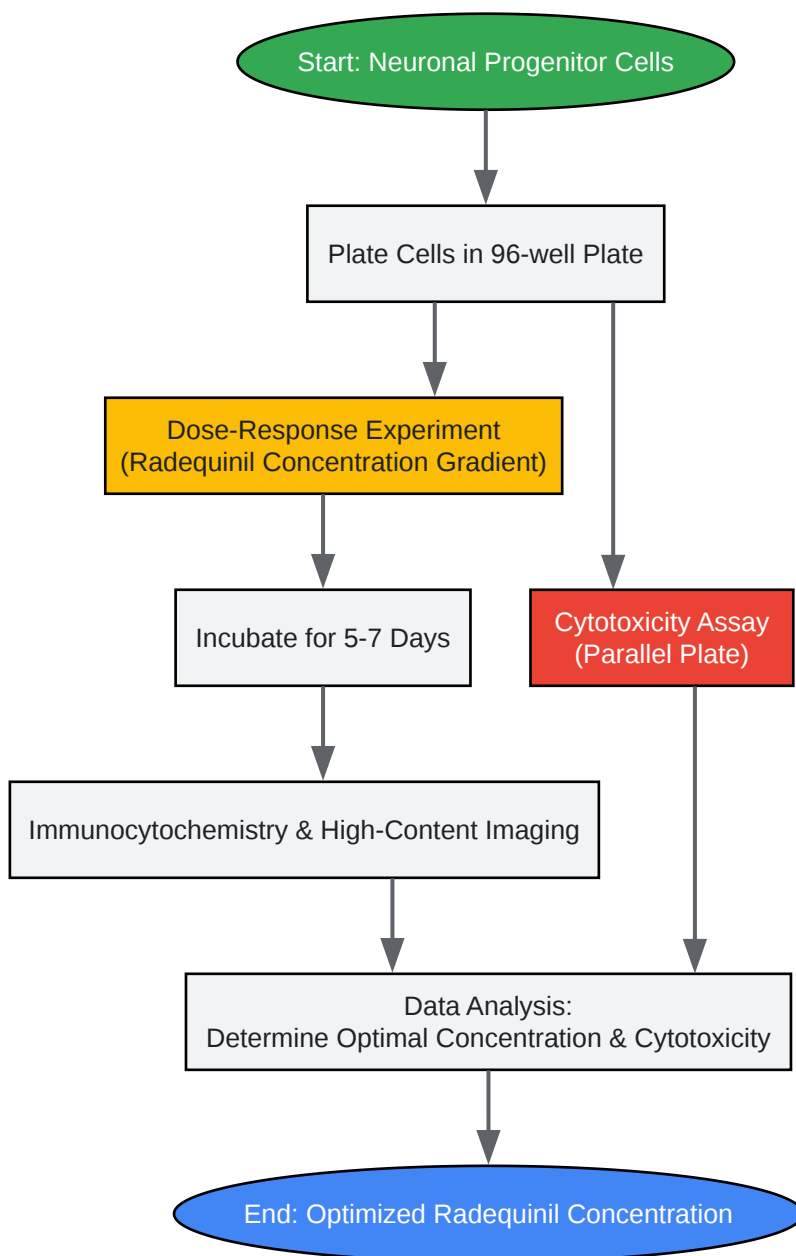 Start: Neuronal Progenitor Cells
Plate Cells in 96-well Plate
Dose-Response Experiment
(Radequinil Concentration Gradient)
Incubate for 5-7 Days
Cytotoxicity Assay
(Parallel Plate)
Immunocytochemistry & High-Content Imaging
Data Analysis:
Determine Optimal Concentration & Cytotoxicity
End: Optimized Radequinil Concentration